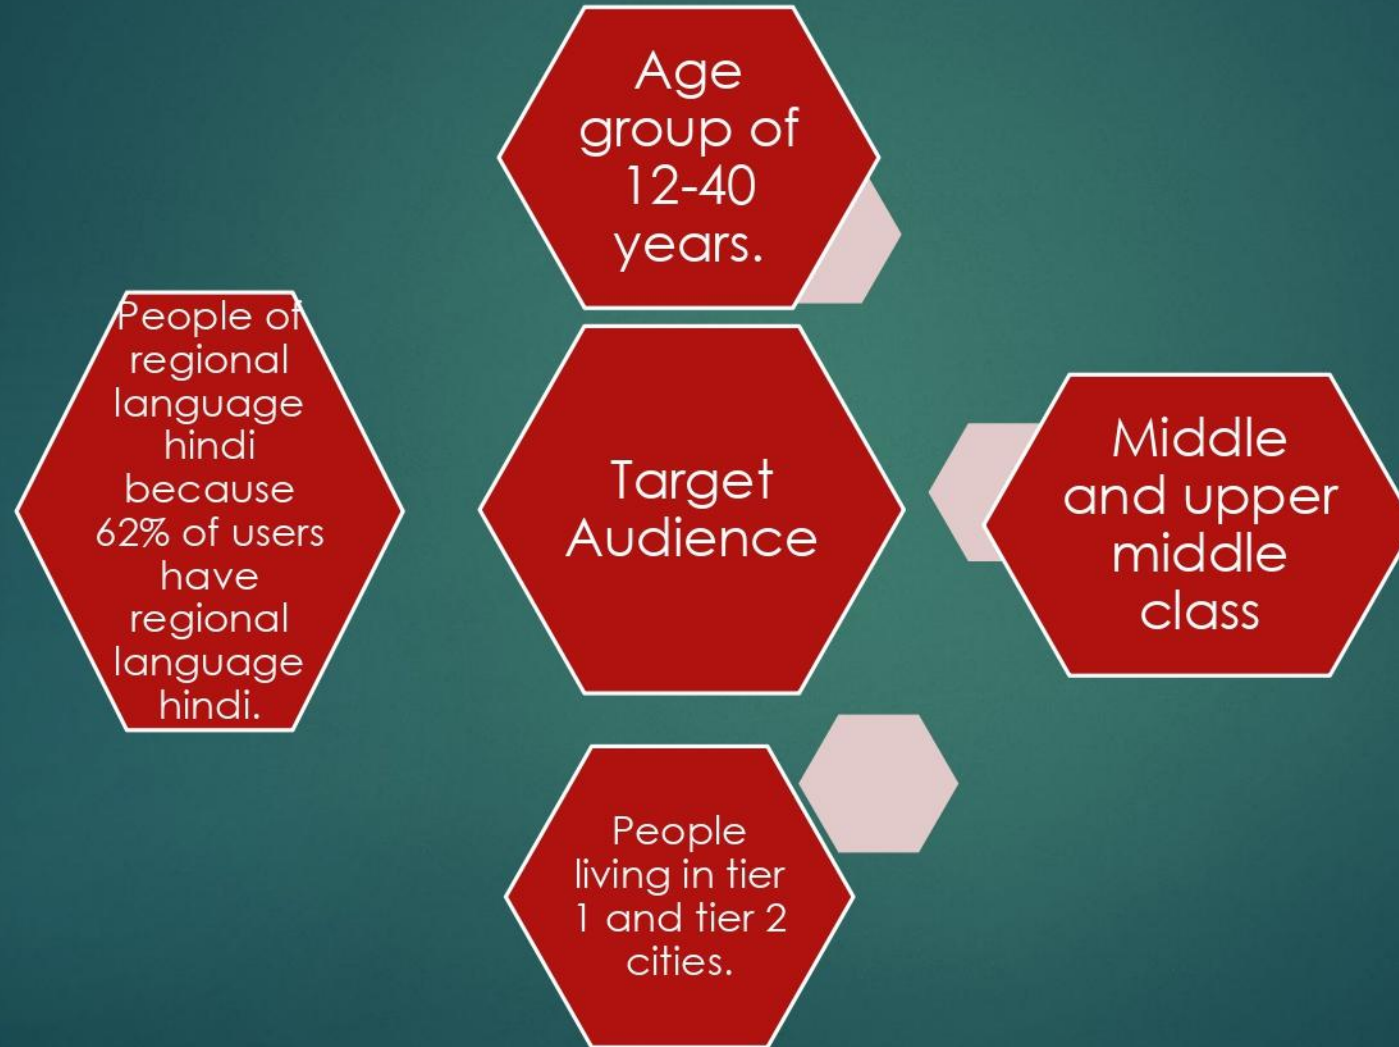 Age
group of
12-40
years.
People of
regional
language
hindi
because
62% of users
have
regional
language
hindi.
Target
Audience
Middle
and upper
middle
class
People
living in tier
1 and tier 2
cities.